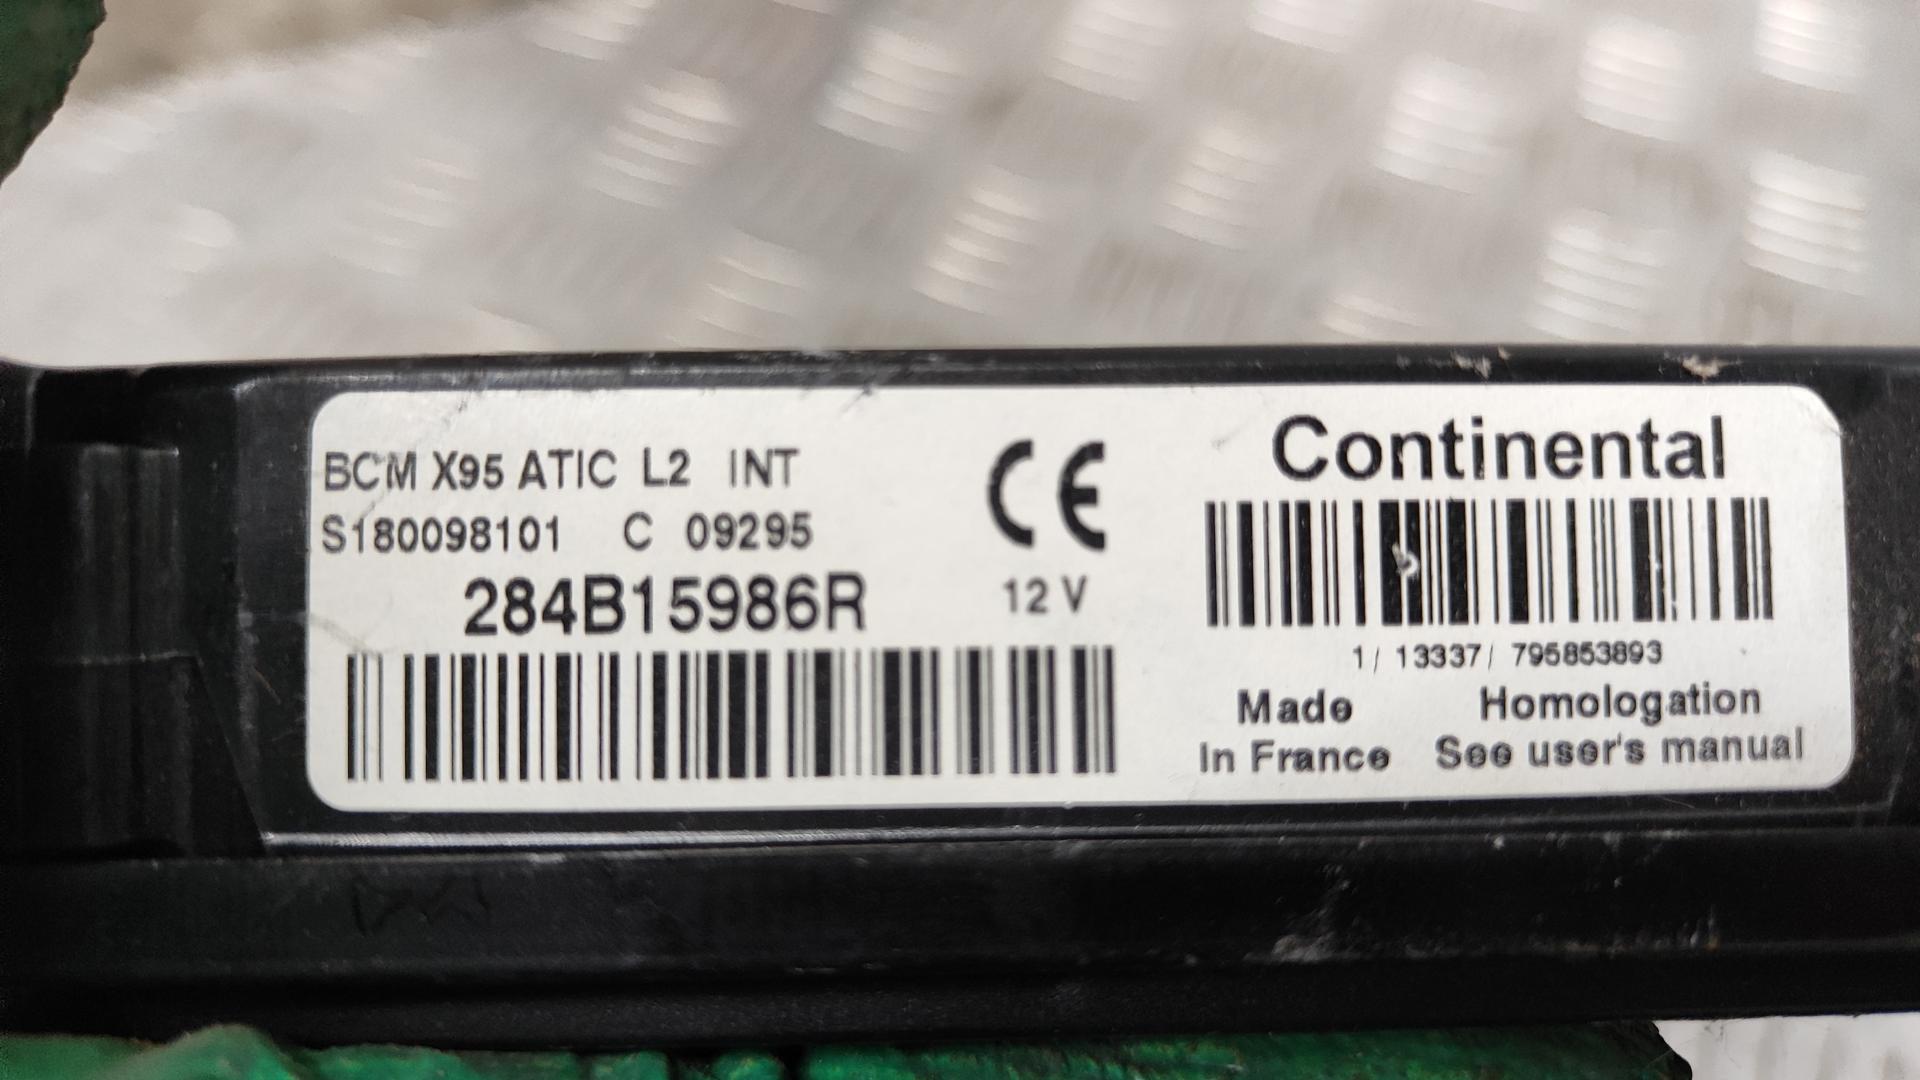 BCM X95 ATIC L2 INT
S180098101 C 09295
284B15986R
CE
12 V
Continental
1/ 13337/ 795853893
Made
In France
Homologation
See user's manual